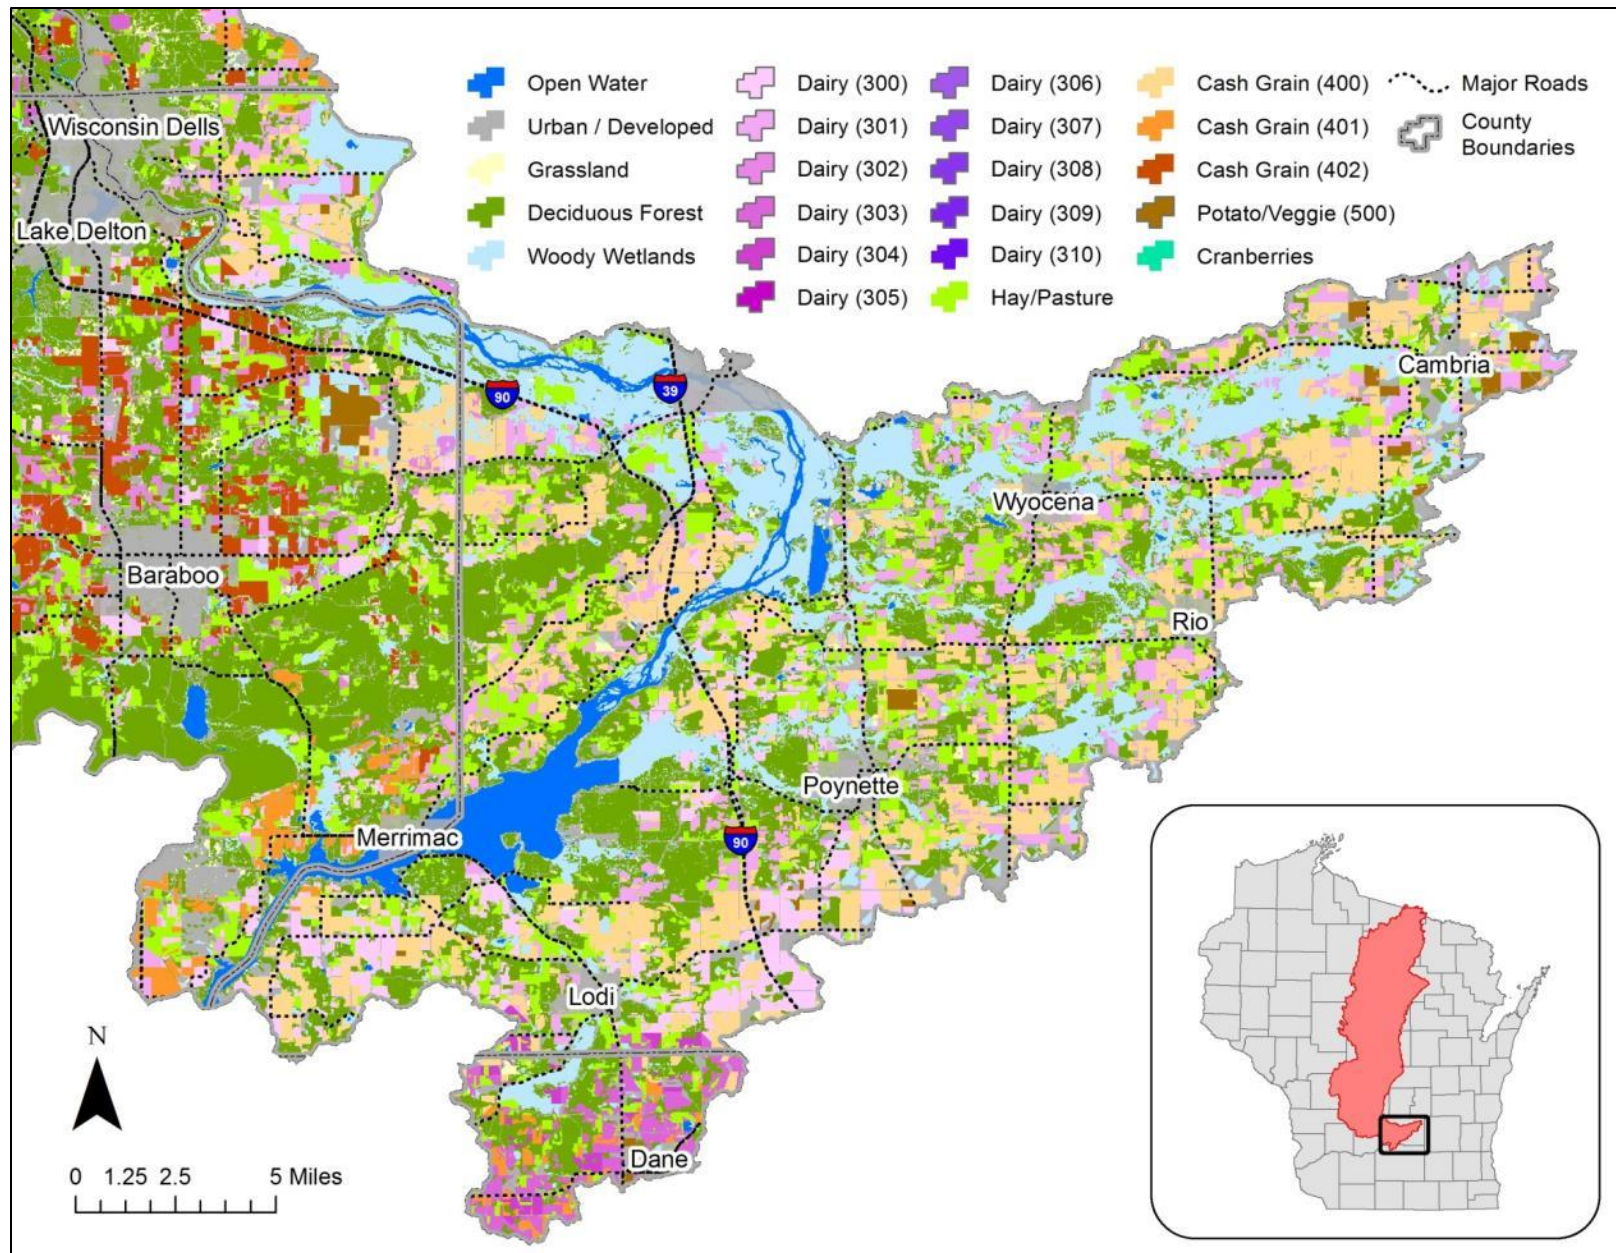 Open Water
Urban / Developed
Grassland
Deciduous Forest
Woody Wetlands
Dairy (300)
Dairy (301)
Dairy (302)
Dairy (303)
Dairy (304)
Dairy (305)
Dairy (306)
Dairy (307)
Dairy (308)
Dairy (309)
Dairy (310)
Hay/Pasture
Cash Grain (400)
Cash Grain (401)
Cash Grain (402)
Potato/Veggie (500)
Cranberries
Major Roads
County
Boundaries
Wisconsin Dells
Lake Delton
Cambria
90
39
Wyocena
Baraboo
Rio
Poynette
Merrimac
90
Lodi
Dane
N
0 1.25 2.5 5 Miles